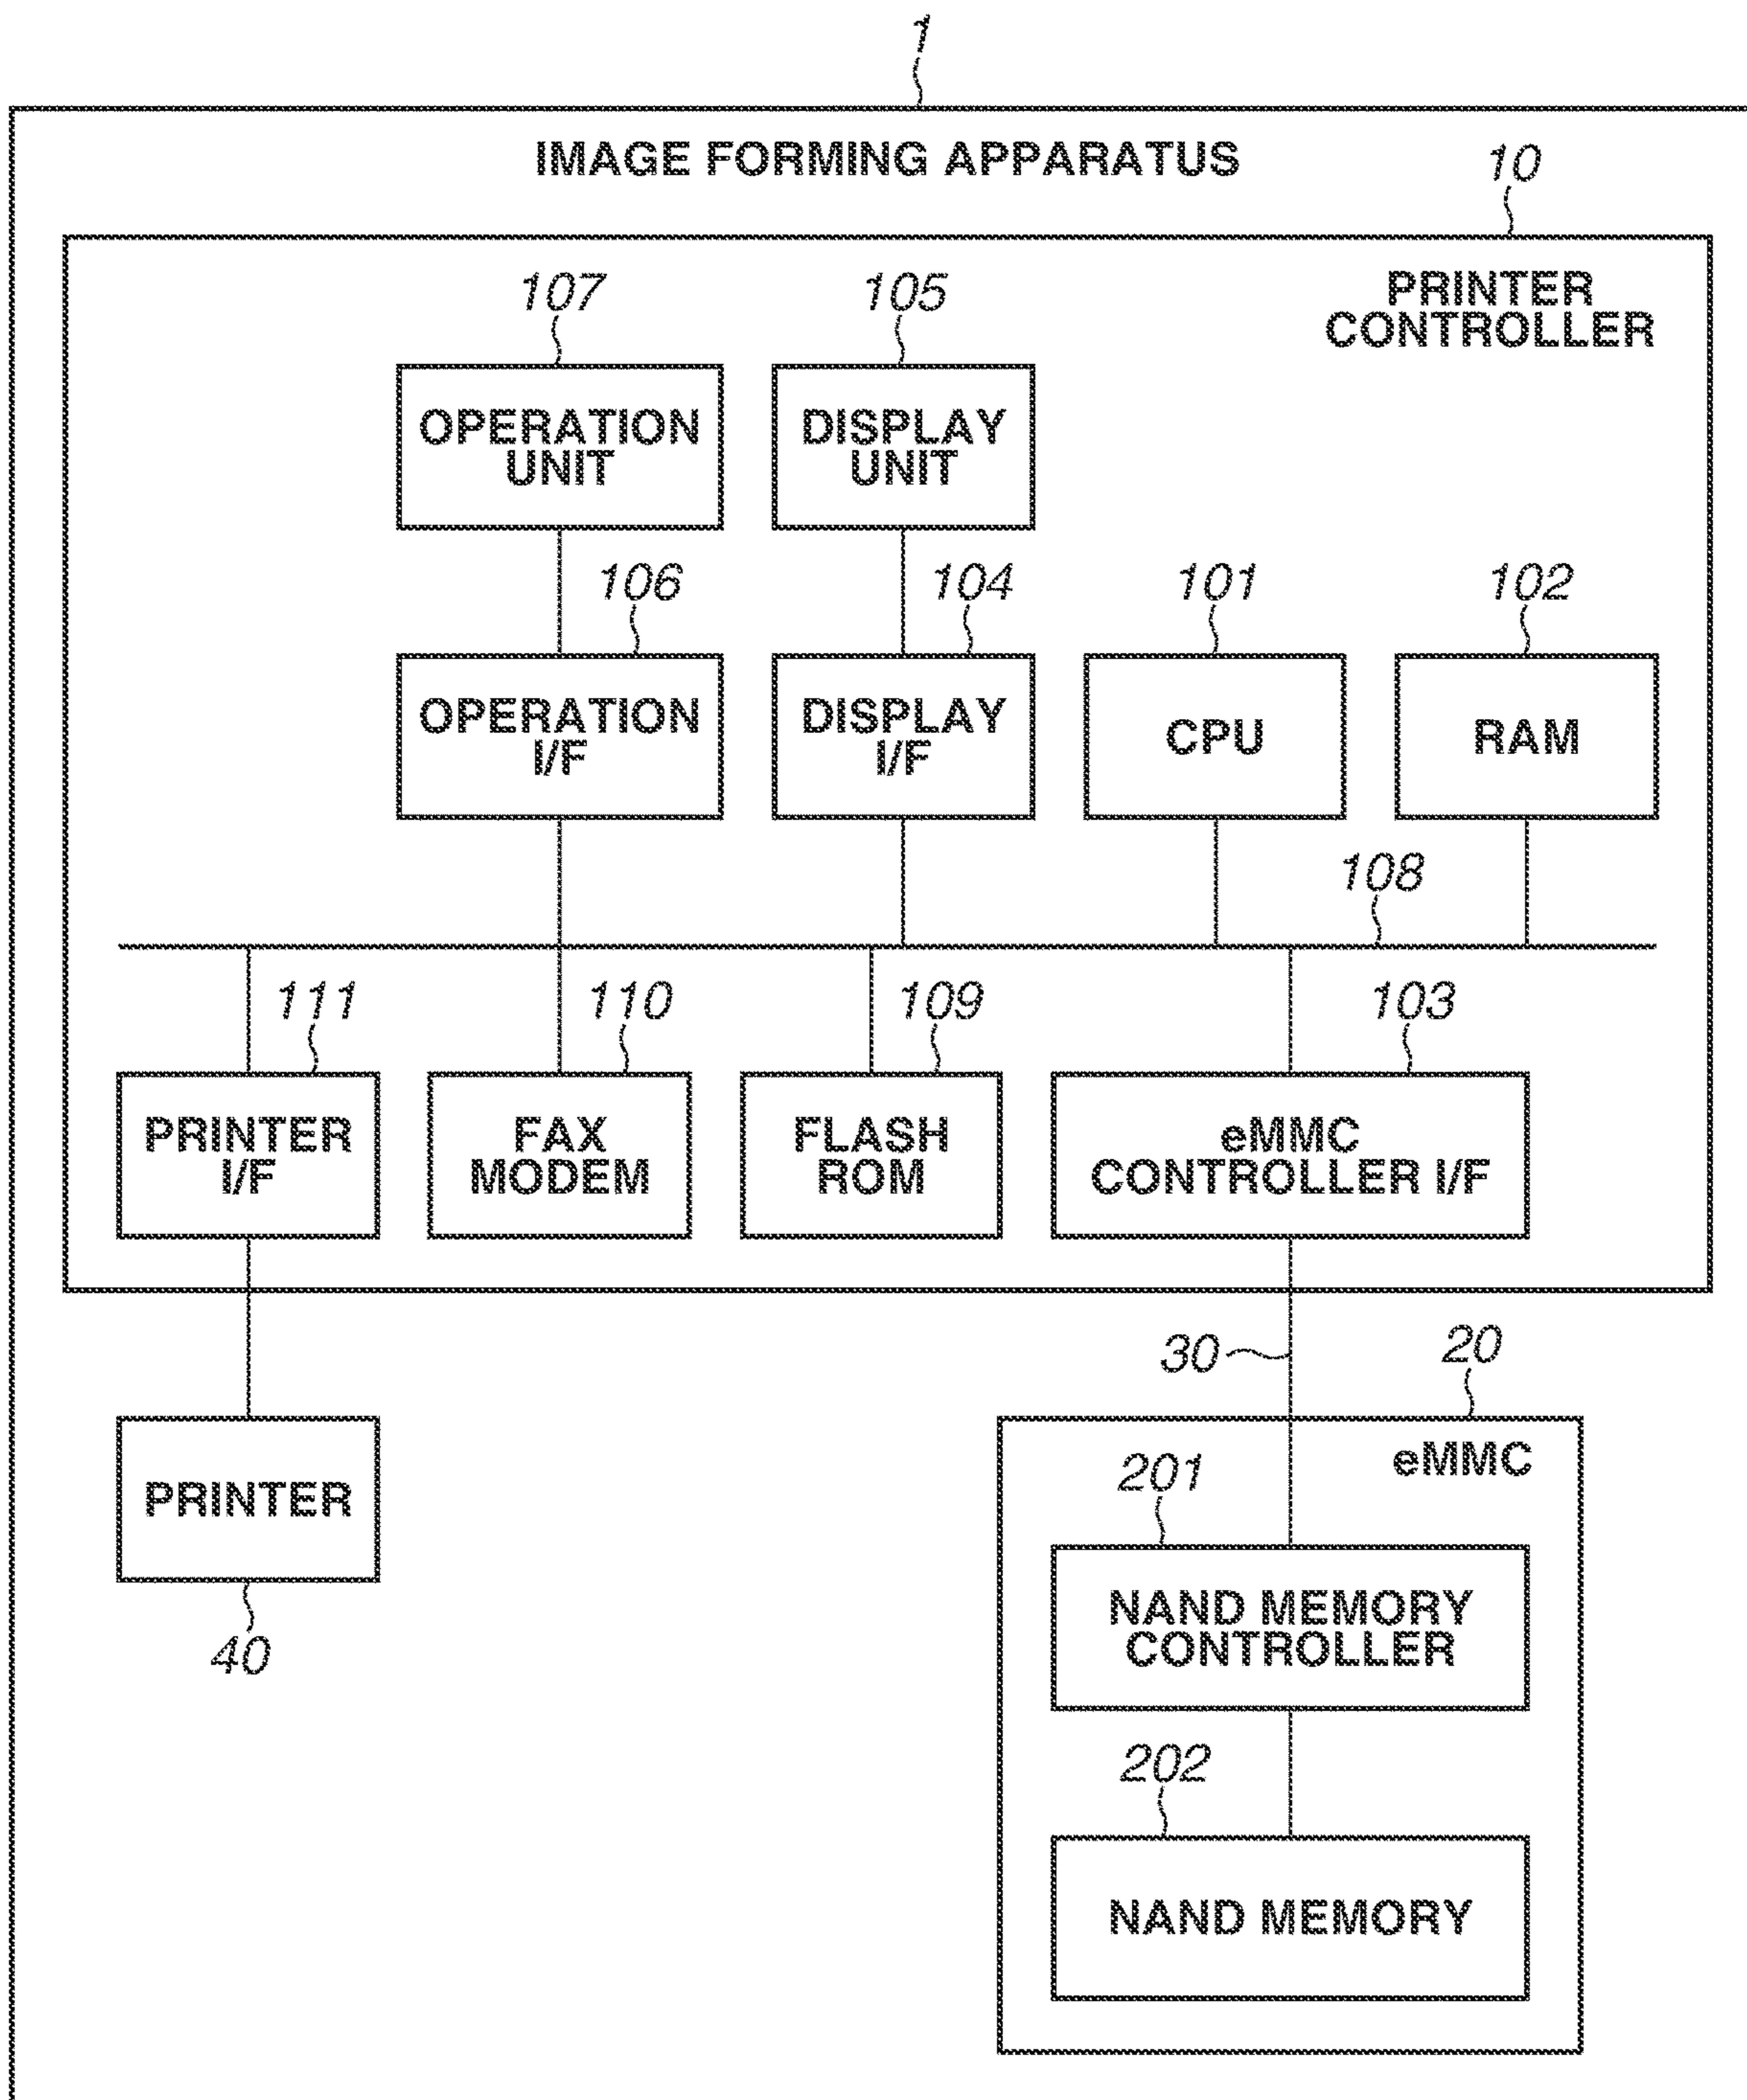 1
IMAGE FORMING APPARATUS
10
PRINTER
CONTROLLER
107
105
OPERATION
UNIT
DISPLAY
UNIT
106
104
101
102
OPERATION
I/F
DISPLAY
I/F
CPU
RAM
108
111
110
109
103
PRINTER
I/F
FAX
MODEM
FLASH
ROM
eMMC
CONTROLLER I/F
30
20
eMMC
PRINTER
40
201
NAND MEMORY
CONTROLLER
202
NAND MEMORY